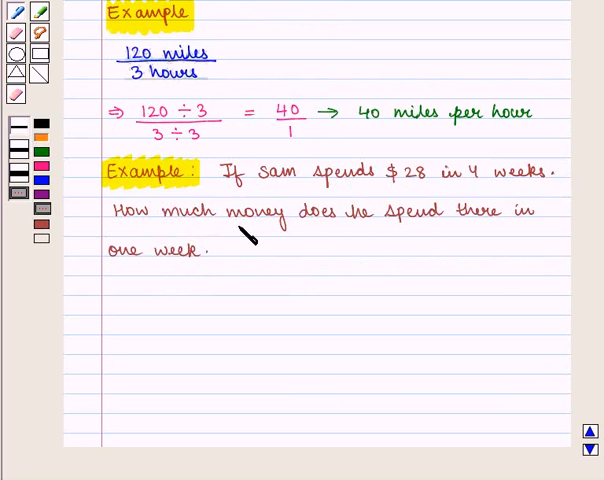 Example
120 miles
3 hours
⇒ 120 ÷ 3 = 40 → 40 miles per hour
3 ÷ 3 1
Example: If Sam spends $28 in 4 weeks.
How much money does he spend there in
one week.